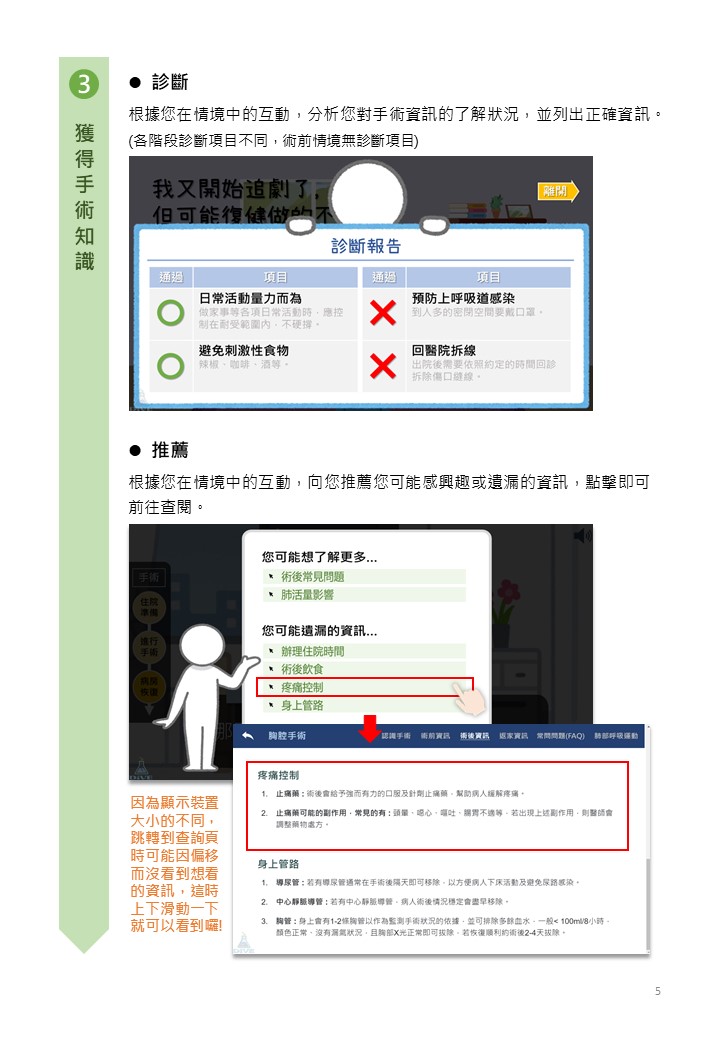 3
獲得手術知識
● 診斷
根據您在情境中的互動，分析您對手術資訊的了解狀況，並列出正確資訊。
(各階段診斷項目不同，術前情境無診斷項目)
我又開始追劇了,
但可能復健做的不
離開
診斷報告
通過 項目 通過 項目
日常活動量力而為
做家事等各項日常活動時，應控
制在耐受範圍內，不硬撐。
預防上呼吸道感染
到人多的密閉空間要戴口罩。
避免刺激性食物
辣椒、咖啡、酒等。
回醫院拆線
出院後需要依照約定的時間回診
拆除傷口縫線。
● 推薦
根據您在情境中的互動，向您推薦您可能感興趣或遺漏的資訊，點擊即可
前往查閱。
手術
住院
準備
進行
手術
病房
恢復
您可能想了解更多...
術後常見問題
肺活量影響
您可能遺漏的資訊...
辦理住院時間
術後飲食
疼痛控制
身上管路
胸腔手術 認識手術 術前資訊 術後資訊 返家資訊 常問問題(FAQ) 肺部呼吸運動
疼痛控制
1. 止痛藥：術後會給予強而有力的口服及針劑止痛藥，幫助病人緩解疼痛。
2. 止痛藥可能的副作用，常見的有：頭暈、噁心、嘔吐、腸胃不適等，若出現上述副作用，則醫師會
調整藥物處方。
身上管路
1. 導尿管：若有導尿管通常在手術後隔天即可移除，以方便病人下床活動及避免尿路感染。
2. 中心靜脈導管：若有中心靜脈導管，病人術後情況穩定會盡早移除。
3. 胸管：身上會有1-2條胸管以作為監測手術狀況的依據，並可排除多餘血水，一般< 100ml/8小時，
顏色正常、沒有漏氣狀況，且胸部X光正常即可拔除，若恢復順利約術後2-4天拔除。
因為顯示裝置
大小的不同，
跳轉到查詢頁
時可能因偏移
而沒看到想看
的資訊，這時
上下滑動一下
就可以看到囉!
5